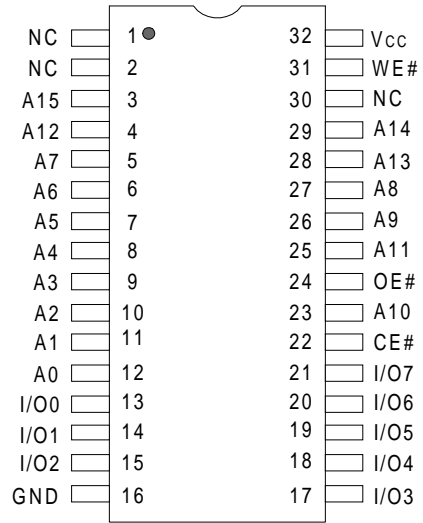 NC 1 32 Vcc
NC 2 31 WE#
A15 3 30 NC
A12 4 29 A14
A7 5 28 A13
A6 6 27 A8
A5 7 26 A9
A4 8 25 A11
A3 9 24 OE#
A2 10 23 A10
A1 11 22 CE#
A0 12 21 I/O7
I/O0 13 20 I/O6
I/O1 14 19 I/O5
I/O2 15 18 I/O4
GND 16 17 I/O3